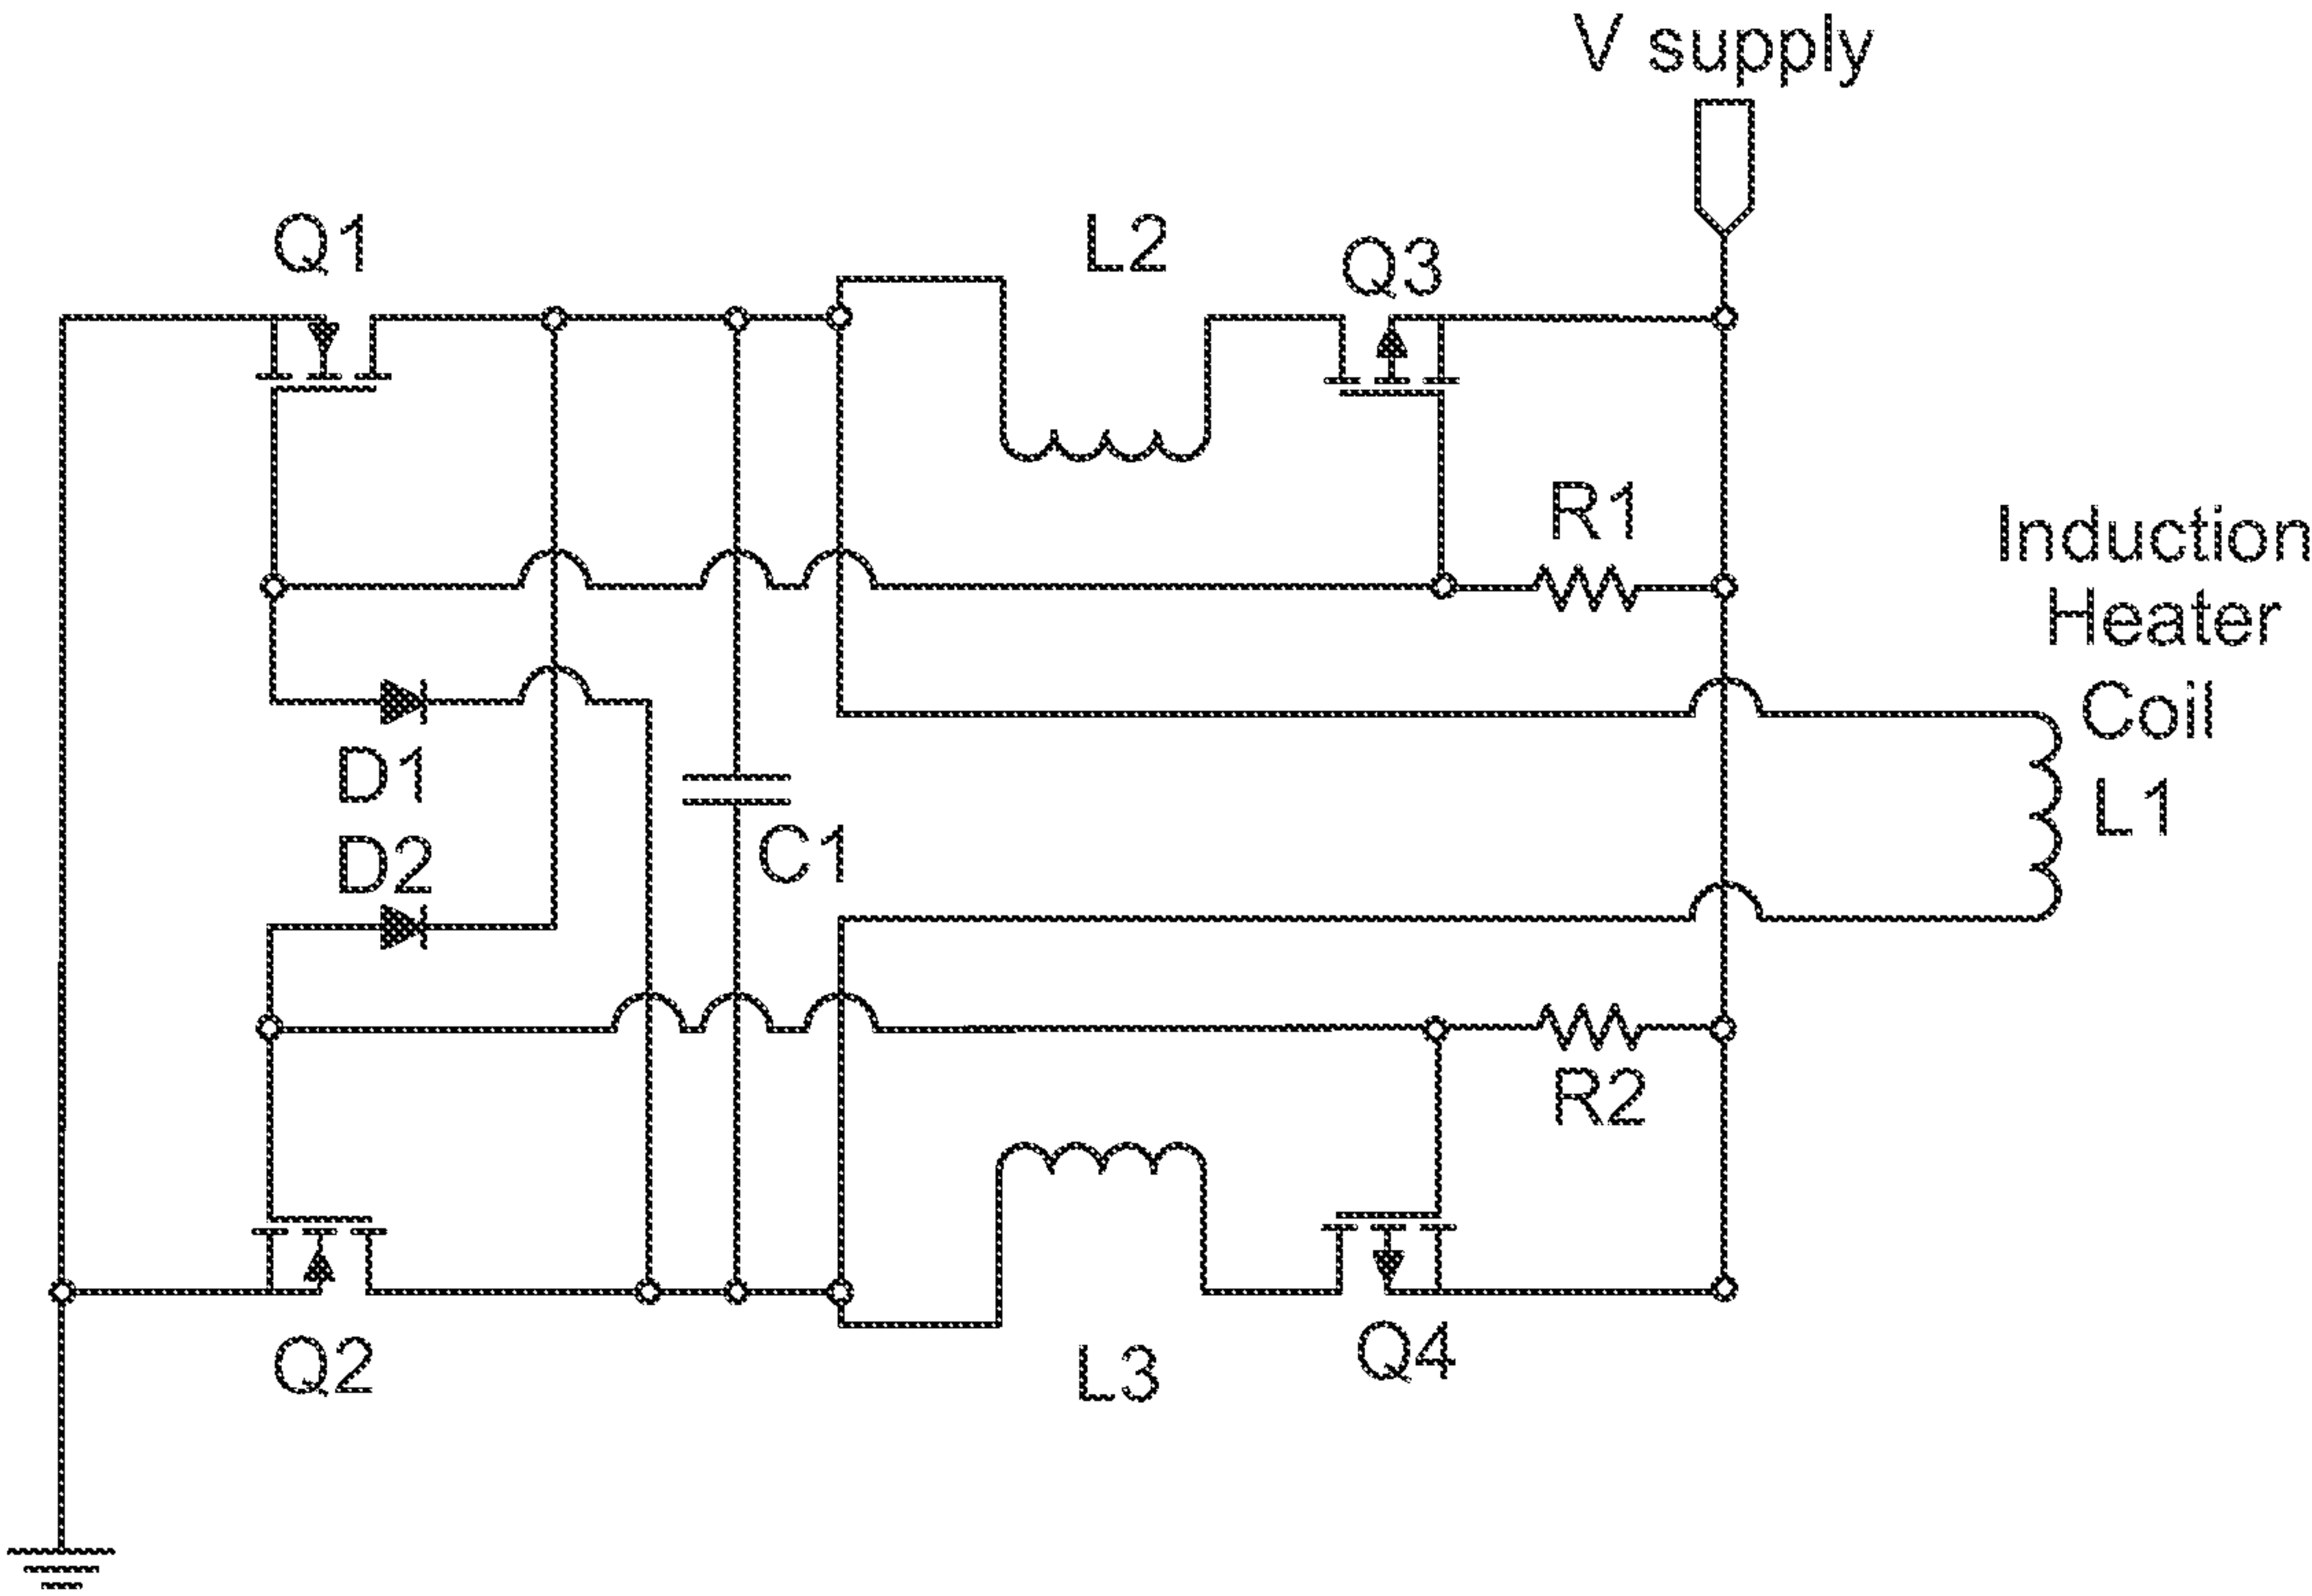 V supply
Q1
L2
Q3
R1
Induction
Heater
Coil
L1
D1
D2
C1
R2
Q2
L3
Q4